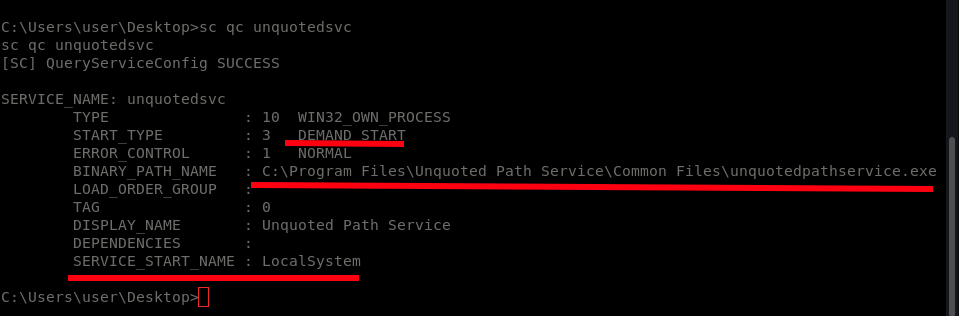 C:\Users\user\Desktop>sc qc unquotedsvc
sc qc unquotedsvc
[SC] QueryServiceConfig SUCCESS
SERVICE_NAME: unquotedsvc
TYPE : 10 WIN32_OWN_PROCESS
START_TYPE : 3 DEMAND_START
ERROR_CONTROL : 1 NORMAL
BINARY_PATH_NAME : C:\Program Files\Unquoted Path Service\Common Files\unquotedpathservice.exe
LOAD_ORDER_GROUP :
TAG : 0
DISPLAY_NAME : Unquoted Path Service
DEPENDENCIES :
SERVICE_START_NAME : LocalSystem
C:\Users\user\Desktop>